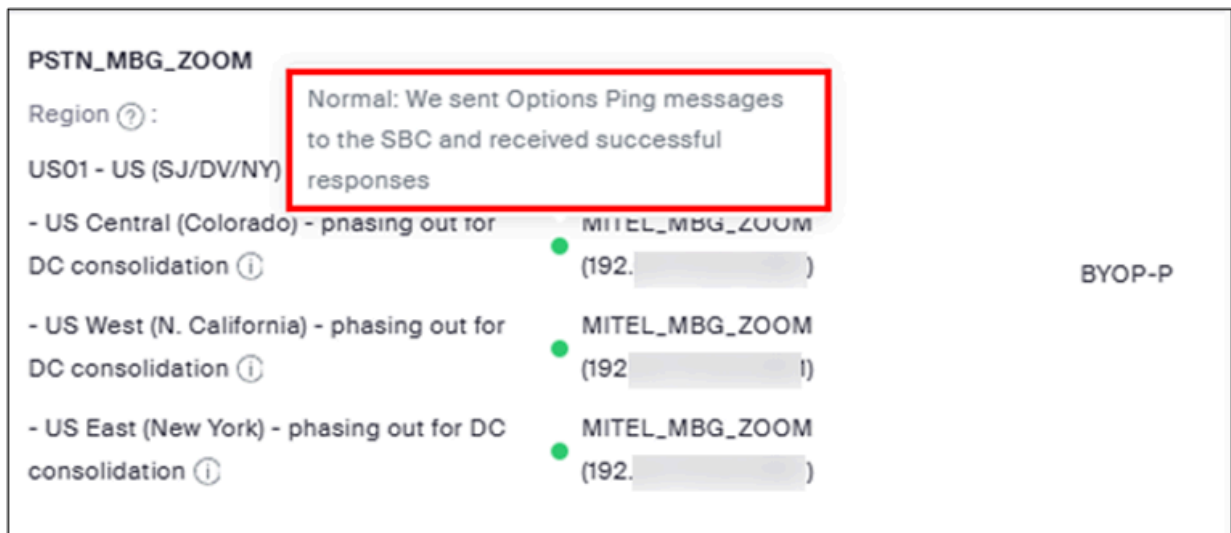 PSTN_MBG_ZOOM
Region ? :
Normal: We sent Options Ping messages
to the SBC and received successful
responses
US01 - US (SJ/DV/NY)
- US Central (Colorado) - phasing out for
DC consolidation i
MITEL_MBG_ZOOM
(192. )
BYOP-P
- US West (N. California) - phasing out for
DC consolidation i
MITEL_MBG_ZOOM
(192 )
- US East (New York) - phasing out for DC
consolidation i
MITEL_MBG_ZOOM
(192. )